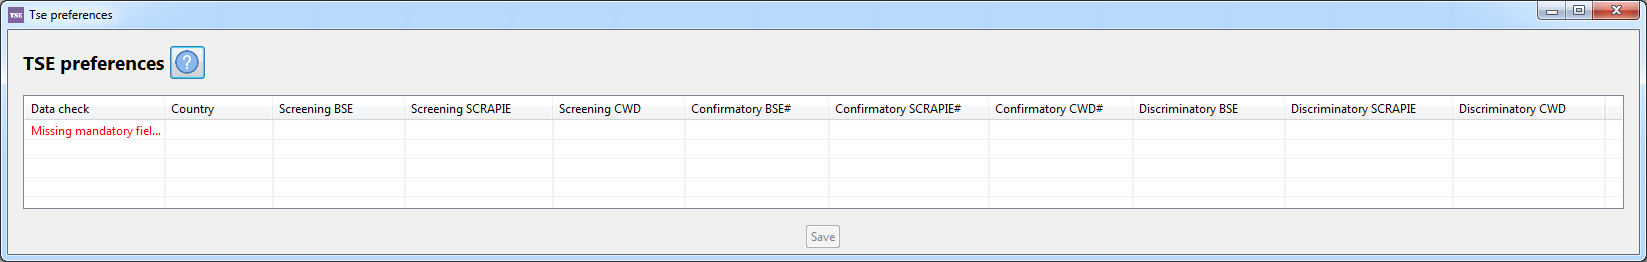 TSE Tse preferences
TSE preferences ?
Data check Country Screening BSE Screening SCRAPIE Screening CWD Confirmatory BSE# Confirmatory SCRAPIE# Confirmatory CWD# Discriminatory BSE Discriminatory SCRAPIE Discriminatory CWD
Missing mandatory fiel...
Save